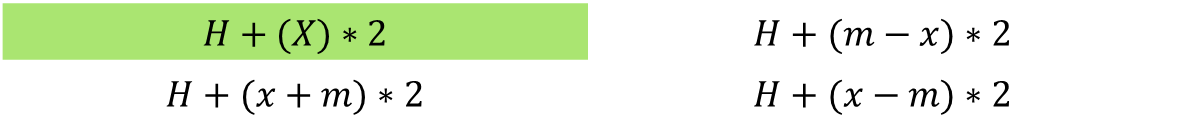 H + (X) ∗ 2
H + (m − x) ∗ 2
H + (x + m) ∗ 2
H + (x − m) ∗ 2